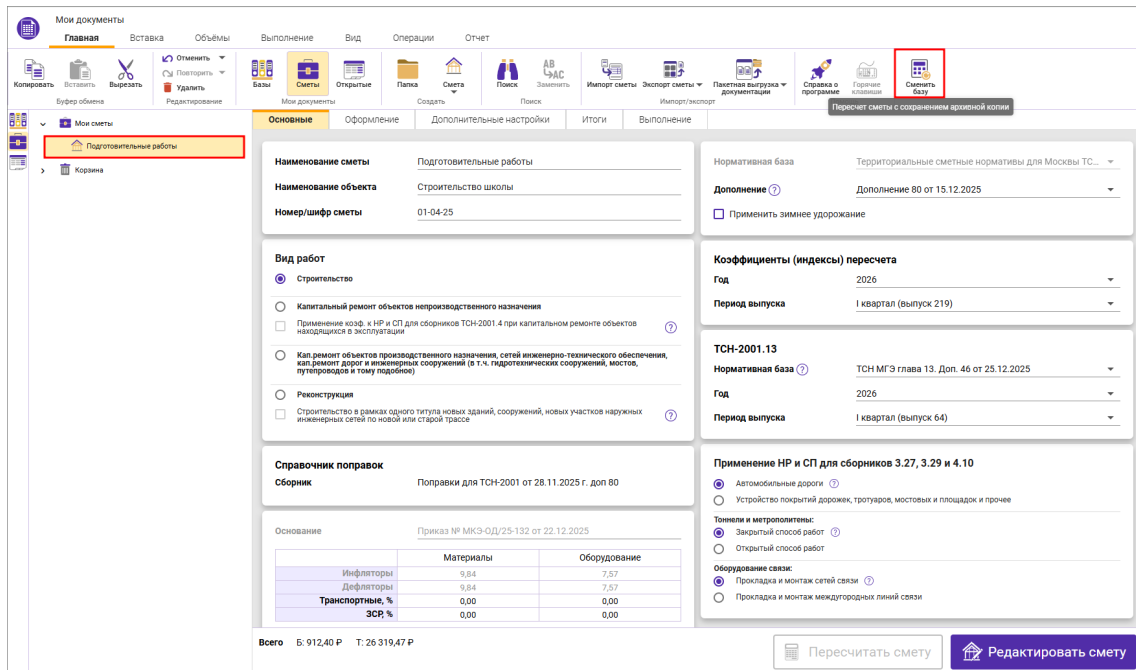 Мои документы
Главная Вставка Объёмы Выполнение Вид Операции Отчет
Копировать Вставить Вырезать
Буфер обмена
Отменить
Повторить
Удалить
Редактирование
Базы Сметы Открытые
Мои документы
Папка Смета
Создать
Поиск Заменить
AB
AC
Поиск
Импорт сметы Экспорт сметы Пакетная выгрузка документации
Импорт/экспорт
Справка о программе
Горячие клавиши
Сменить базу
Пересчет сметы с сохранением архивной копии
Мои сметы
Подготовительные работы
Корзина
Основные Оформление Дополнительные настройки Итоги Выполнение
Наименование сметы Подготовительные работы
Наименование объекта Строительство школы
Номер/шифр сметы 01-04-25
Вид работ
Строительство
Капитальный ремонт объектов непроизводственного назначения
Применение коэф. к НР и СП для сборников ТСН-2001.4 при капитальном ремонте объектов
находящихся в эксплуатации
Кап.ремонт объектов производственного назначения, сетей инженерно-технического обеспечения,
кап.ремонт дорог и инженерных сооружений (в т.ч. гидротехнических сооружений, мостов,
путепроводов и тому подобное)
Реконструкция
Строительство в рамках одного титула новых зданий, сооружений, новых участков наружных
инженерных сетей по новой или старой трассе
Справочник поправок
Сборник Поправки для ТСН-2001 от 28.11.2025 г. доп 80
Основание Приказ № МКЭ-ОД/25-132 от 22.12.2025
Материалы Оборудование
Инфляторы 9,84 7,57
Дефляторы 9,84 7,57
Транспортные, % 0,00 0,00
ЗСР, % 0,00 0,00
Нормативная база Территориальные сметные нормативы для Москвы ТС...
Дополнение ? Дополнение 80 от 15.12.2025
Применить зимнее удорожание
Коэффициенты (индексы) пересчета
Год 2026
Период выпуска I квартал (выпуск 219)
ТСН-2001.13
Нормативная база ? ТСН МГЭ глава 13. Доп. 46 от 25.12.2025
Год 2026
Период выпуска I квартал (выпуск 64)
Применение НР и СП для сборников 3.27, 3.29 и 4.10
Автомобильные дороги ?
Устройство покрытий дорожек, тротуаров, мостовых и площадок и прочее
Тоннели и метрополитены:
Закрытый способ работ ?
Открытый способ работ
Оборудование связи:
Прокладка и монтаж сетей связи ?
Прокладка и монтаж междугородных линий связи
Всего Б: 912,40 ₽ Т: 26 319,47 ₽
Пересчитать смету
Редактировать смету